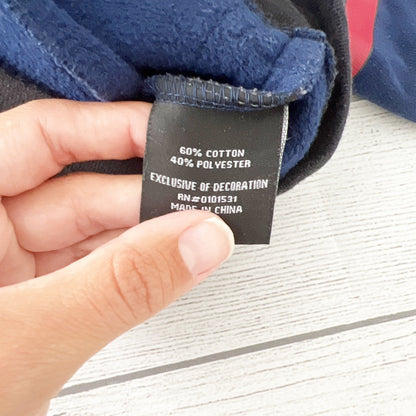 60% COTTON
40% POLYESTER
EXCLUSIVE OF DECORATION
RN#0101531
MADE IN CHINA